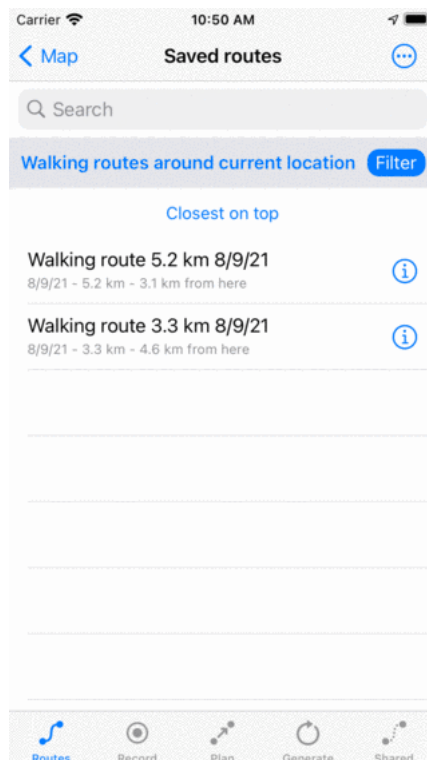 Carrier 10:50 AM
Map Saved routes
Search
Walking routes around current location Filter
Closest on top
Walking route 5.2 km 8/9/21
8/9/21 - 5.2 km - 3.1 km from here
Walking route 3.3 km 8/9/21
8/9/21 - 3.3 km - 4.6 km from here
Routes Record Plan Generate Shared